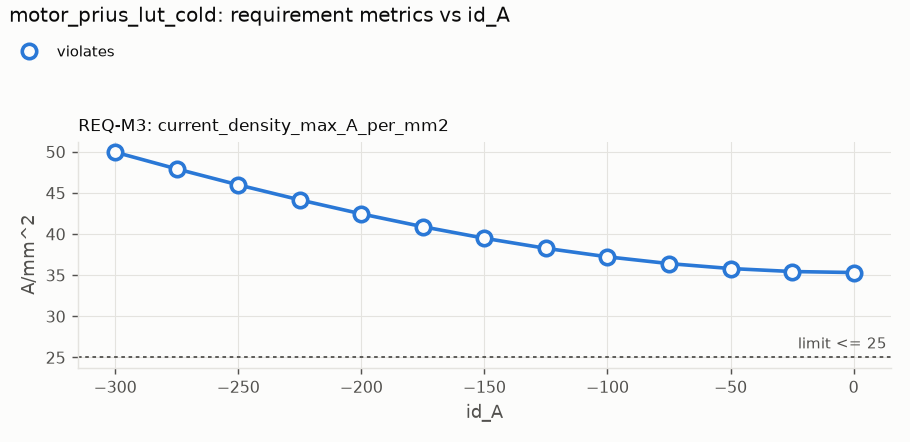 motor_prius_lut_cold: requirement metrics vs id_A
violates
REQ-M3: current_density_max_A_per_mm2
50
45
40
35
30
25
A/mm^2
limit <= 25
−300
−250
−200
−150
−100
−50
0
id_A